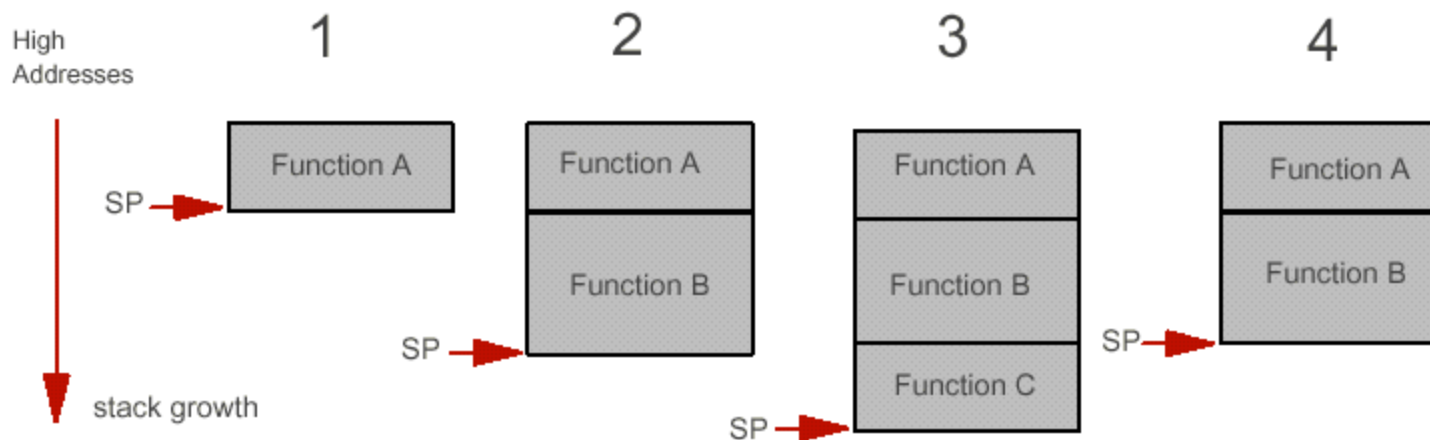 High
Addresses
1
2
3
4
Function A
Function A
Function A
Function A
SP
Function B
Function B
Function B
SP
SP
Function C
stack growth
SP